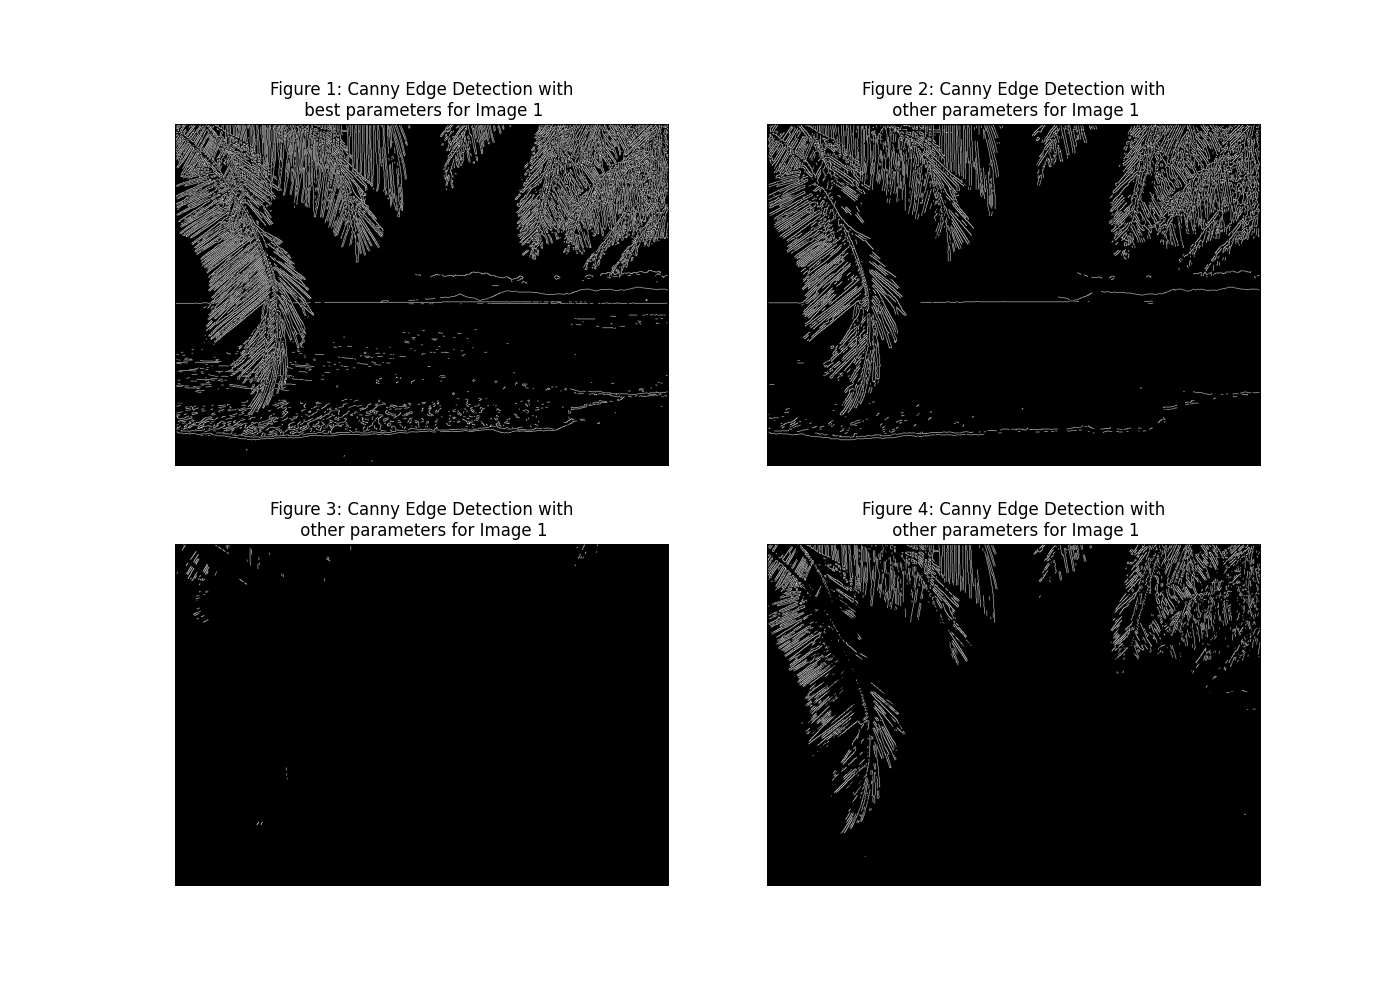 Figure 1: Canny Edge Detection with
best parameters for Image 1
Figure 2: Canny Edge Detection with
other parameters for Image 1
Figure 3: Canny Edge Detection with
other parameters for Image 1
Figure 4: Canny Edge Detection with
other parameters for Image 1